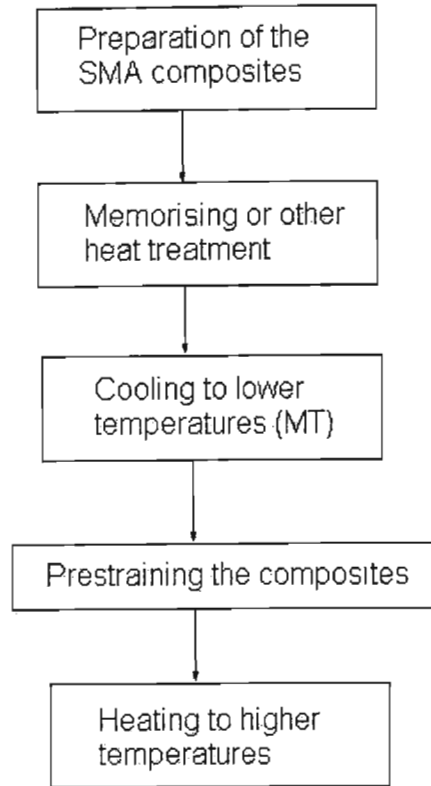 Preparation of the
SMA composites
Memorising or other
heat treatment
Cooling to lower
temperatures (MT)
Prestraining the composites
Heating to higher
temperatures